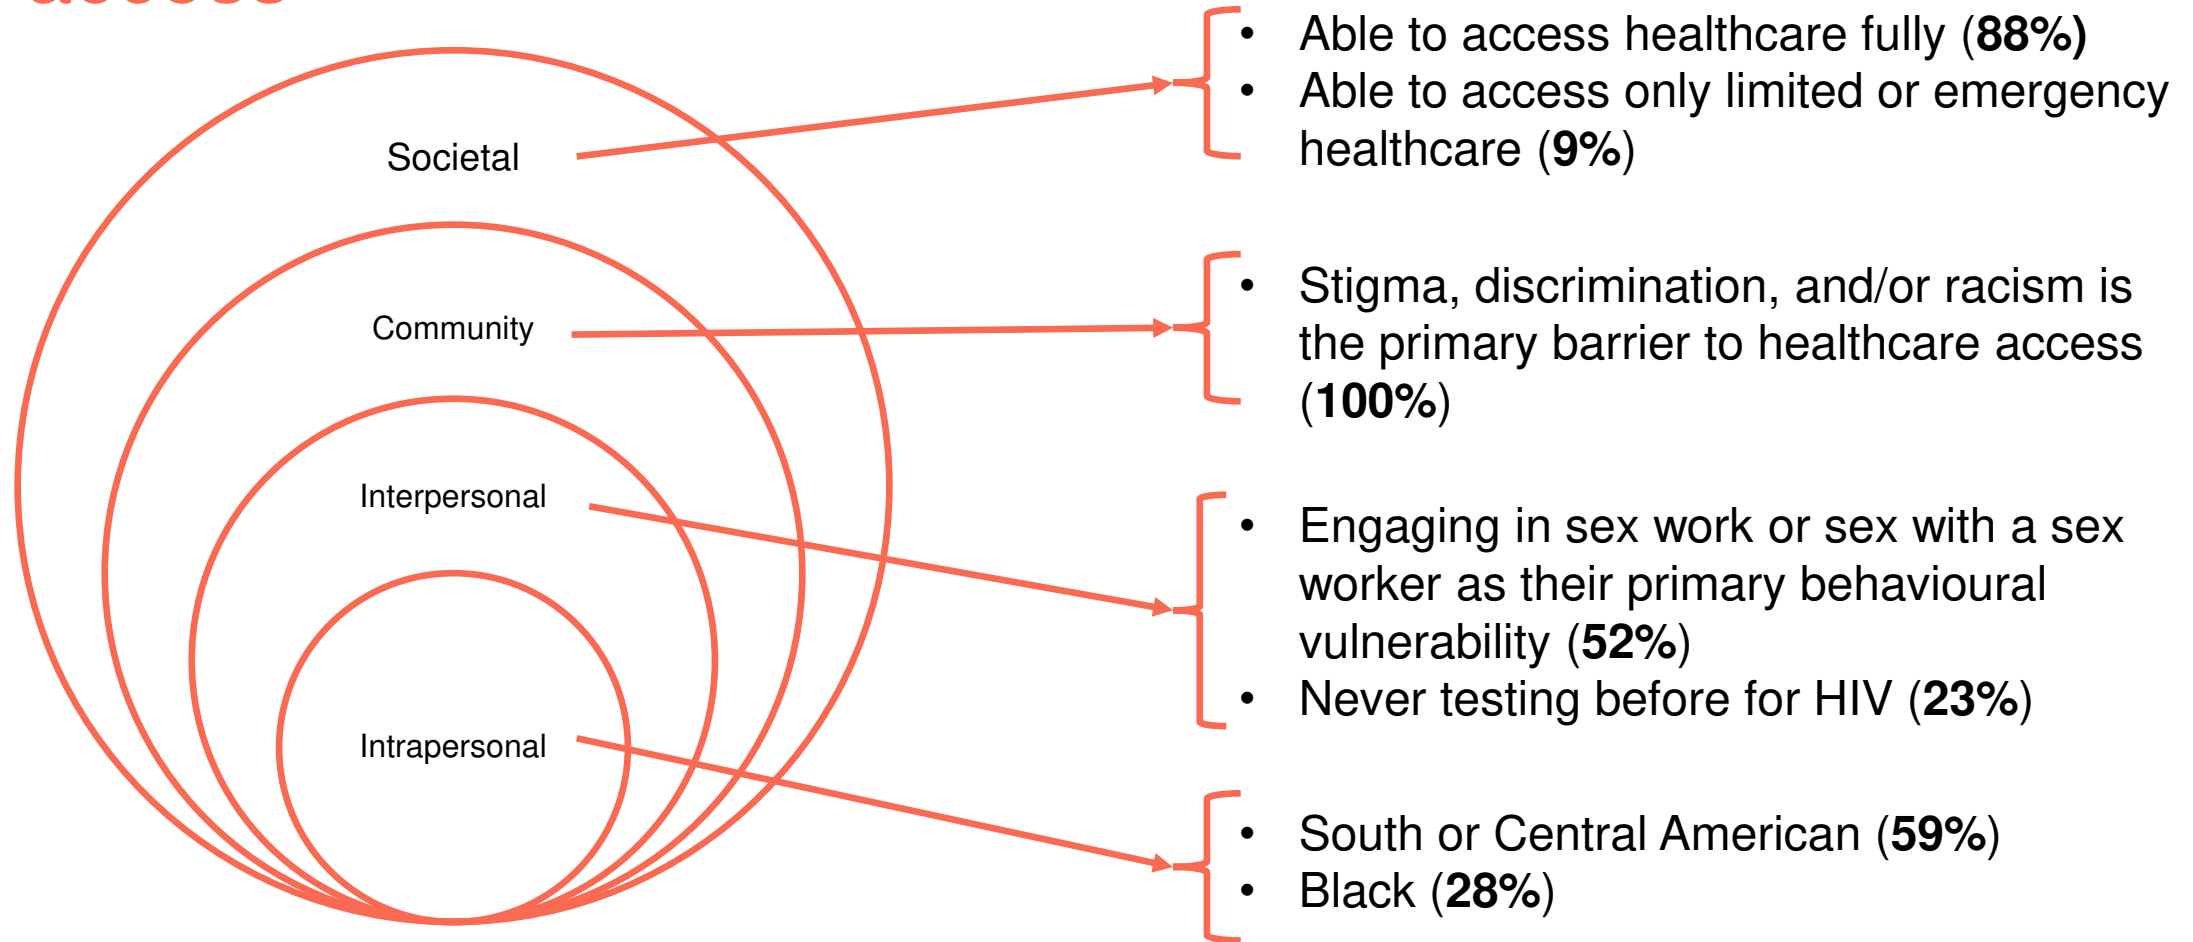 Able to access healthcare fully (88%)
Able to access only limited or emergency
healthcare (9%)
Societal
Stigma, discrimination, and/or racism is
the primary barrier to healthcare access
(100%)
Community
Interpersonal
Engaging in sex work or sex with a sex
worker as their primary behavioural
vulnerability (52%)
Never testing before for HIV (23%)
Intrapersonal
South or Central American (59%)
Black (28%)